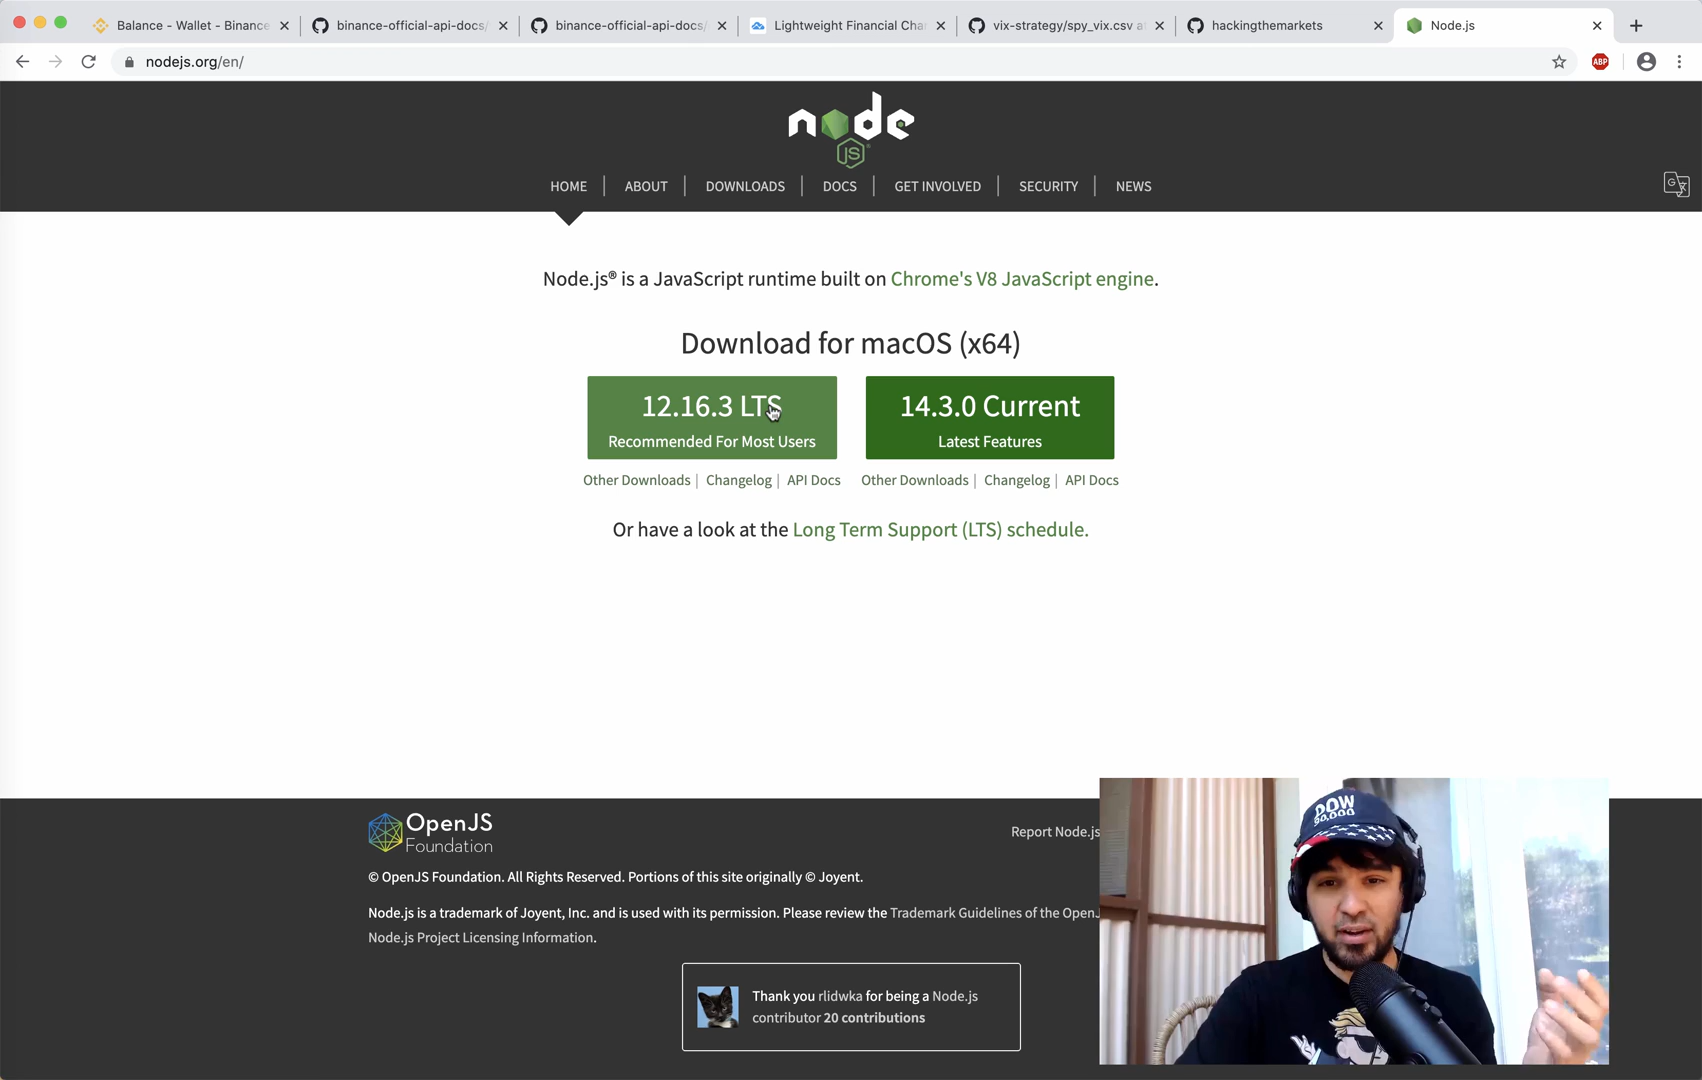 Balance - Wallet - Binance
binance-official-api-docs/
binance-official-api-docs/
Lightweight Financial Cha
vix-strategy/spy_vix.csv a
hackingthemarkets
Node.js
nodejs.org/en/
ABP
node
JS
HOME
ABOUT
DOWNLOADS
DOCS
GET INVOLVED
SECURITY
NEWS
Node.js® is a JavaScript runtime built on Chrome's V8 JavaScript engine.
Download for macOS (x64)
12.16.3 LTS
Recommended For Most Users
14.3.0 Current
Latest Features
Other Downloads | Changelog | API Docs
Other Downloads | Changelog | API Docs
Or have a look at the Long Term Support (LTS) schedule.
OpenJS
Foundation
Report Node.js
© OpenJS Foundation. All Rights Reserved. Portions of this site originally © Joyent.
Node.js is a trademark of Joyent, Inc. and is used with its permission. Please review the Trademark Guidelines of the OpenJ
Node.js Project Licensing Information.
Thank you rlidwka for being a Node.js
contributor 20 contributions
DOW